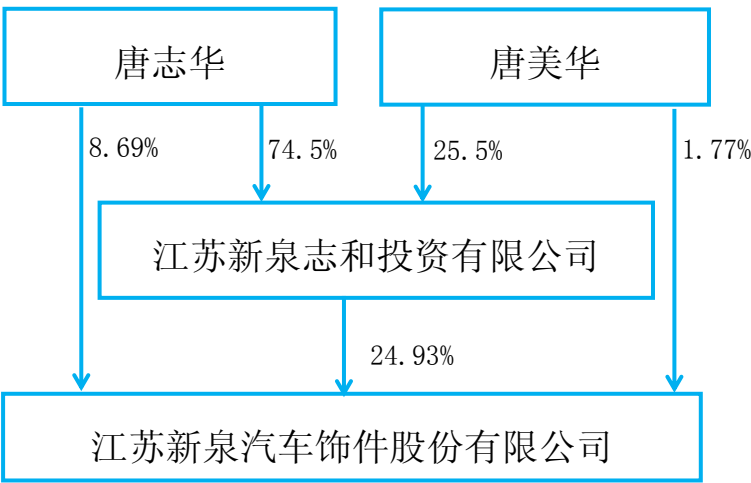 唐志华
唐美华
8.69%
74.5%
25.5%
1.77%
江苏新泉志和投资有限公司
24.93%
江苏新泉汽车饰件股份有限公司